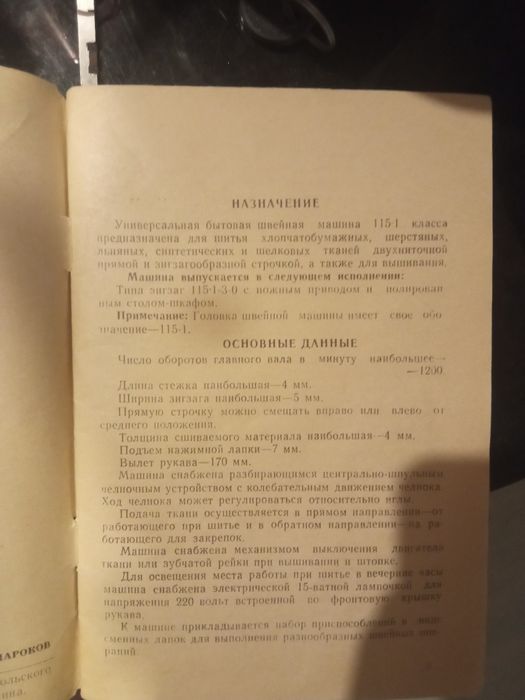 НАЗНАЧЕНИЕ
Универсальная бытовая швейная машина 115-1 класса
предназначена для шитья хлопчатобумажных, шерстяных,
льняных, синтетических и шелковых тканей двухниточной
прямой и зигзагообразной строчкой, а также для вышивания.
Машина выпускается в следующем исполнении:
Типа зигзаг 115-1-3-0 с ножным приводом и полирован
ным столом-шкафом.
Примечание: Головка швейной машины имеет свое обо
значение—115-1.
ОСНОВНЫЕ ДАННЫЕ
Число оборотов главного вала в минуту наибольшее—
—1200
Длина стежка наибольшая—4 мм.
Ширина зигзага наибольшая—5 мм.
Прямую строчку можно смещать вправо или влево от
среднего положения.
Толщина сшиваемого материала наибольшая—4 мм.
Подъем нажимной лапки—7 мм.
Вылет рукава—170 мм.
Машина снабжена разбирающимся центрально-шпульным
челночным устройством с колебательным движением челнока.
Ход челнока может регулироваться относительно иглы.
Подача ткани осуществляется в прямом направлении—от
работающего при шитье и в обратном направлении—на ра
ботающего для закрепок.
Машина снабжена механизмом выключения двигателя
ткани или зубчатой рейки при вышивании и штопке.
Для освещения места работы при шитье в вечерние часы
машина снабжена электрической 15-ватной лампочкой для
напряжения 220 вольт встроенной во фронтовую крышку
рукава.
К машине прикладывается набор приспособлений и
сменных лапок для выполнения разнообразных швейных опе
раций.
МАРОКОВ
ОЛЬСКОГО
ина.